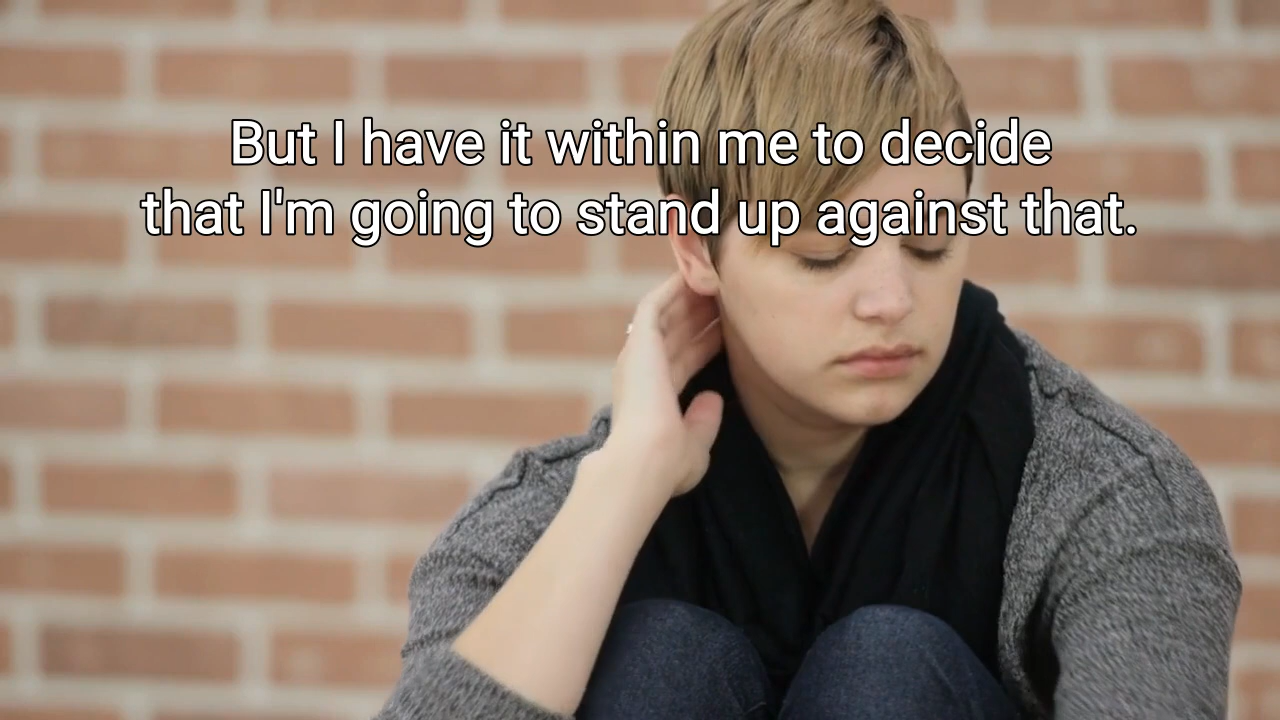 But I have it within me to decide
that I'm going to stand up against that.